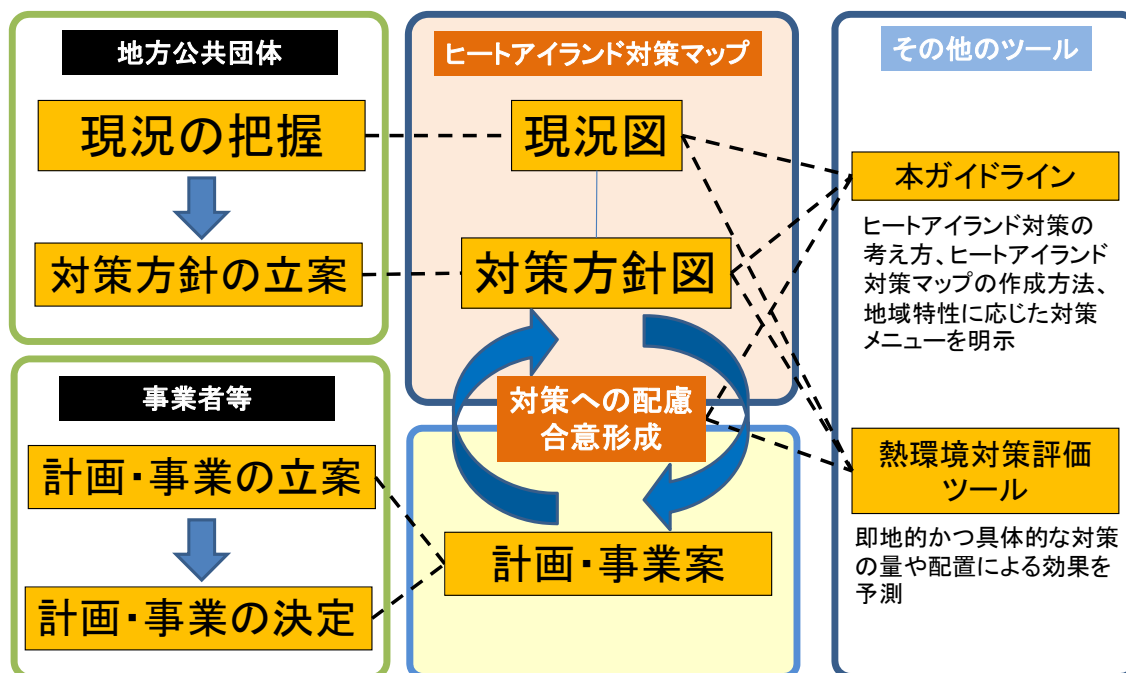 地方公共団体
現況の把握
対策方針の立案
事業者等
計画・事業の立案
計画・事業の決定
ヒートアイランド対策マップ
現況図
対策方針図
対策への配慮
合意形成
計画・事業案
その他のツール
本ガイドライン
ヒートアイランド対策の
考え方、ヒートアイランド
対策マップの作成方法、
地域特性に応じた対策
メニューを明示
熱環境対策評価
ツール
即地的かつ具体的な対策
の量や配置による効果を
予測